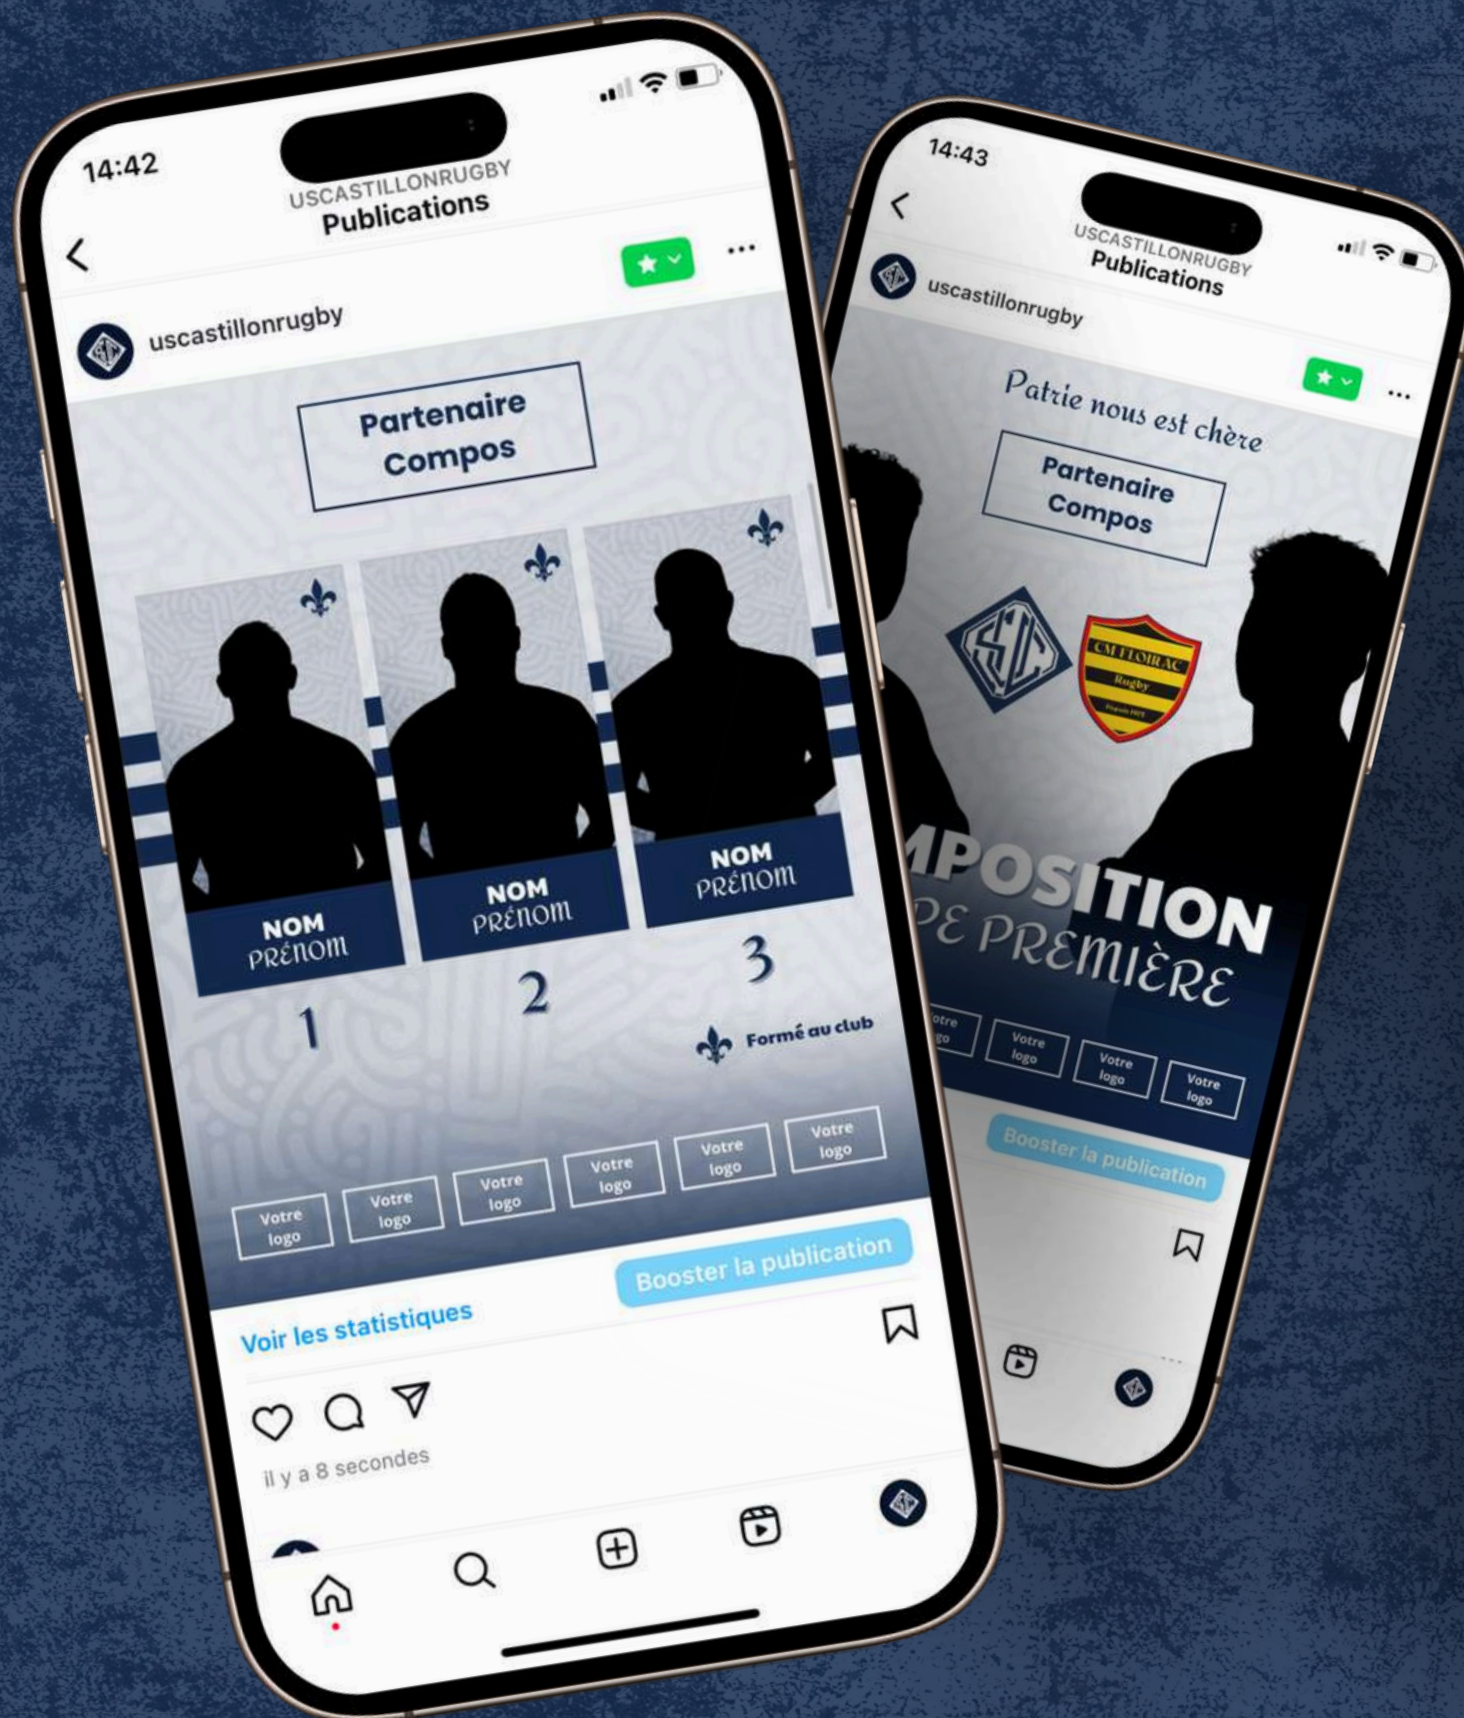 14:42
USCASTILLONRUGBY
Publications
uscastillonrugby
Partenaire
Compos
NOM
PRÉNOM
1
NOM
PRÉNOM
2
NOM
PRÉNOM
3
Formé au club
Votre
logo
Votre
logo
Votre
logo
Votre
logo
Votre
logo
Votre
logo
Voir les statistiques
Booster la publication
il y a 8 secondes
14:43
USCASTILLONRUGBY
Publications
uscastillonrugby
Patrie nous est chère
Partenaire
Compos
CM FLOIRAC
Rugby
MPOSITION
PE PREMIÈRE
otre
go
Votre
logo
Votre
logo
Votre
logo
Booster la publication